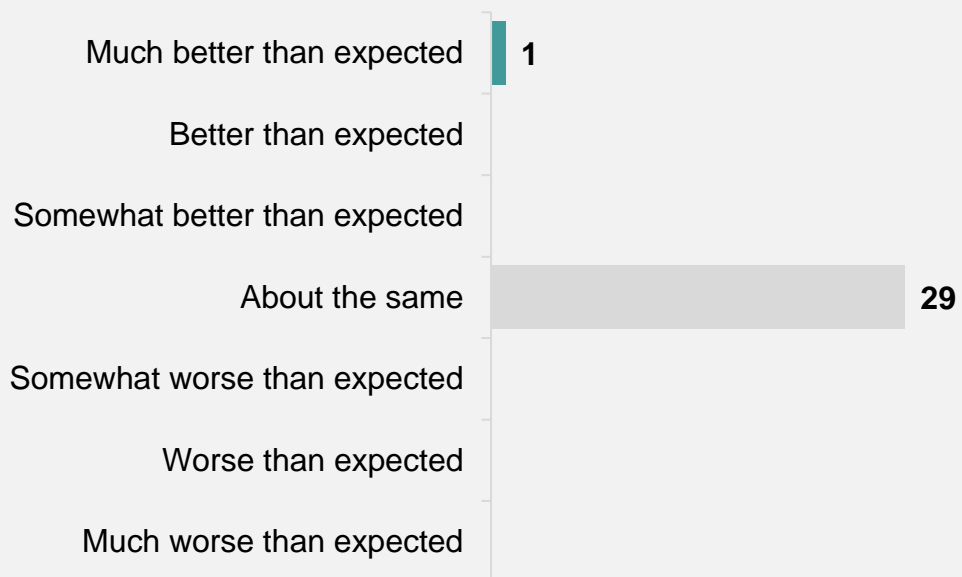 Much better than expected 1
Better than expected
Somewhat better than expected
About the same 29
Somewhat worse than expected
Worse than expected
Much worse than expected